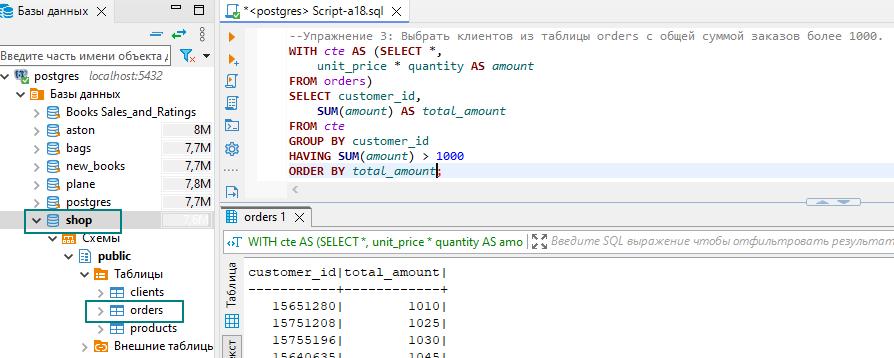 Базы данных
Введите часть имени объекта д
postgres localhost:5432
Базы данных
Books Sales_and_Ratings
aston 8M
bags 7,7M
new_books 7,7M
plane 7,8M
postgres 7,7M
shop 7,6M
Схемы
public
Таблицы
clients
orders
products
Внешние таблицы
*<postgres> Script-a18.sql
--Упражнение 3: Выбрать клиентов из таблицы orders с общей суммой заказов более 1000.
WITH cte AS (SELECT *,
unit_price * quantity AS amount
FROM orders)
SELECT customer_id,
SUM(amount) AS total_amount
FROM cte
GROUP BY customer_id
HAVING SUM(amount) > 1000
ORDER BY total_amount;
orders 1
WITH cte AS (SELECT *, unit_price * quantity AS amo
Введите SQL выражение чтобы отфильтровать результат
Таблица
customer_id|total_amount|
-----------+------------+
15651280| 1010|
15751208| 1025|
15755196| 1030|
15640635| 1045|